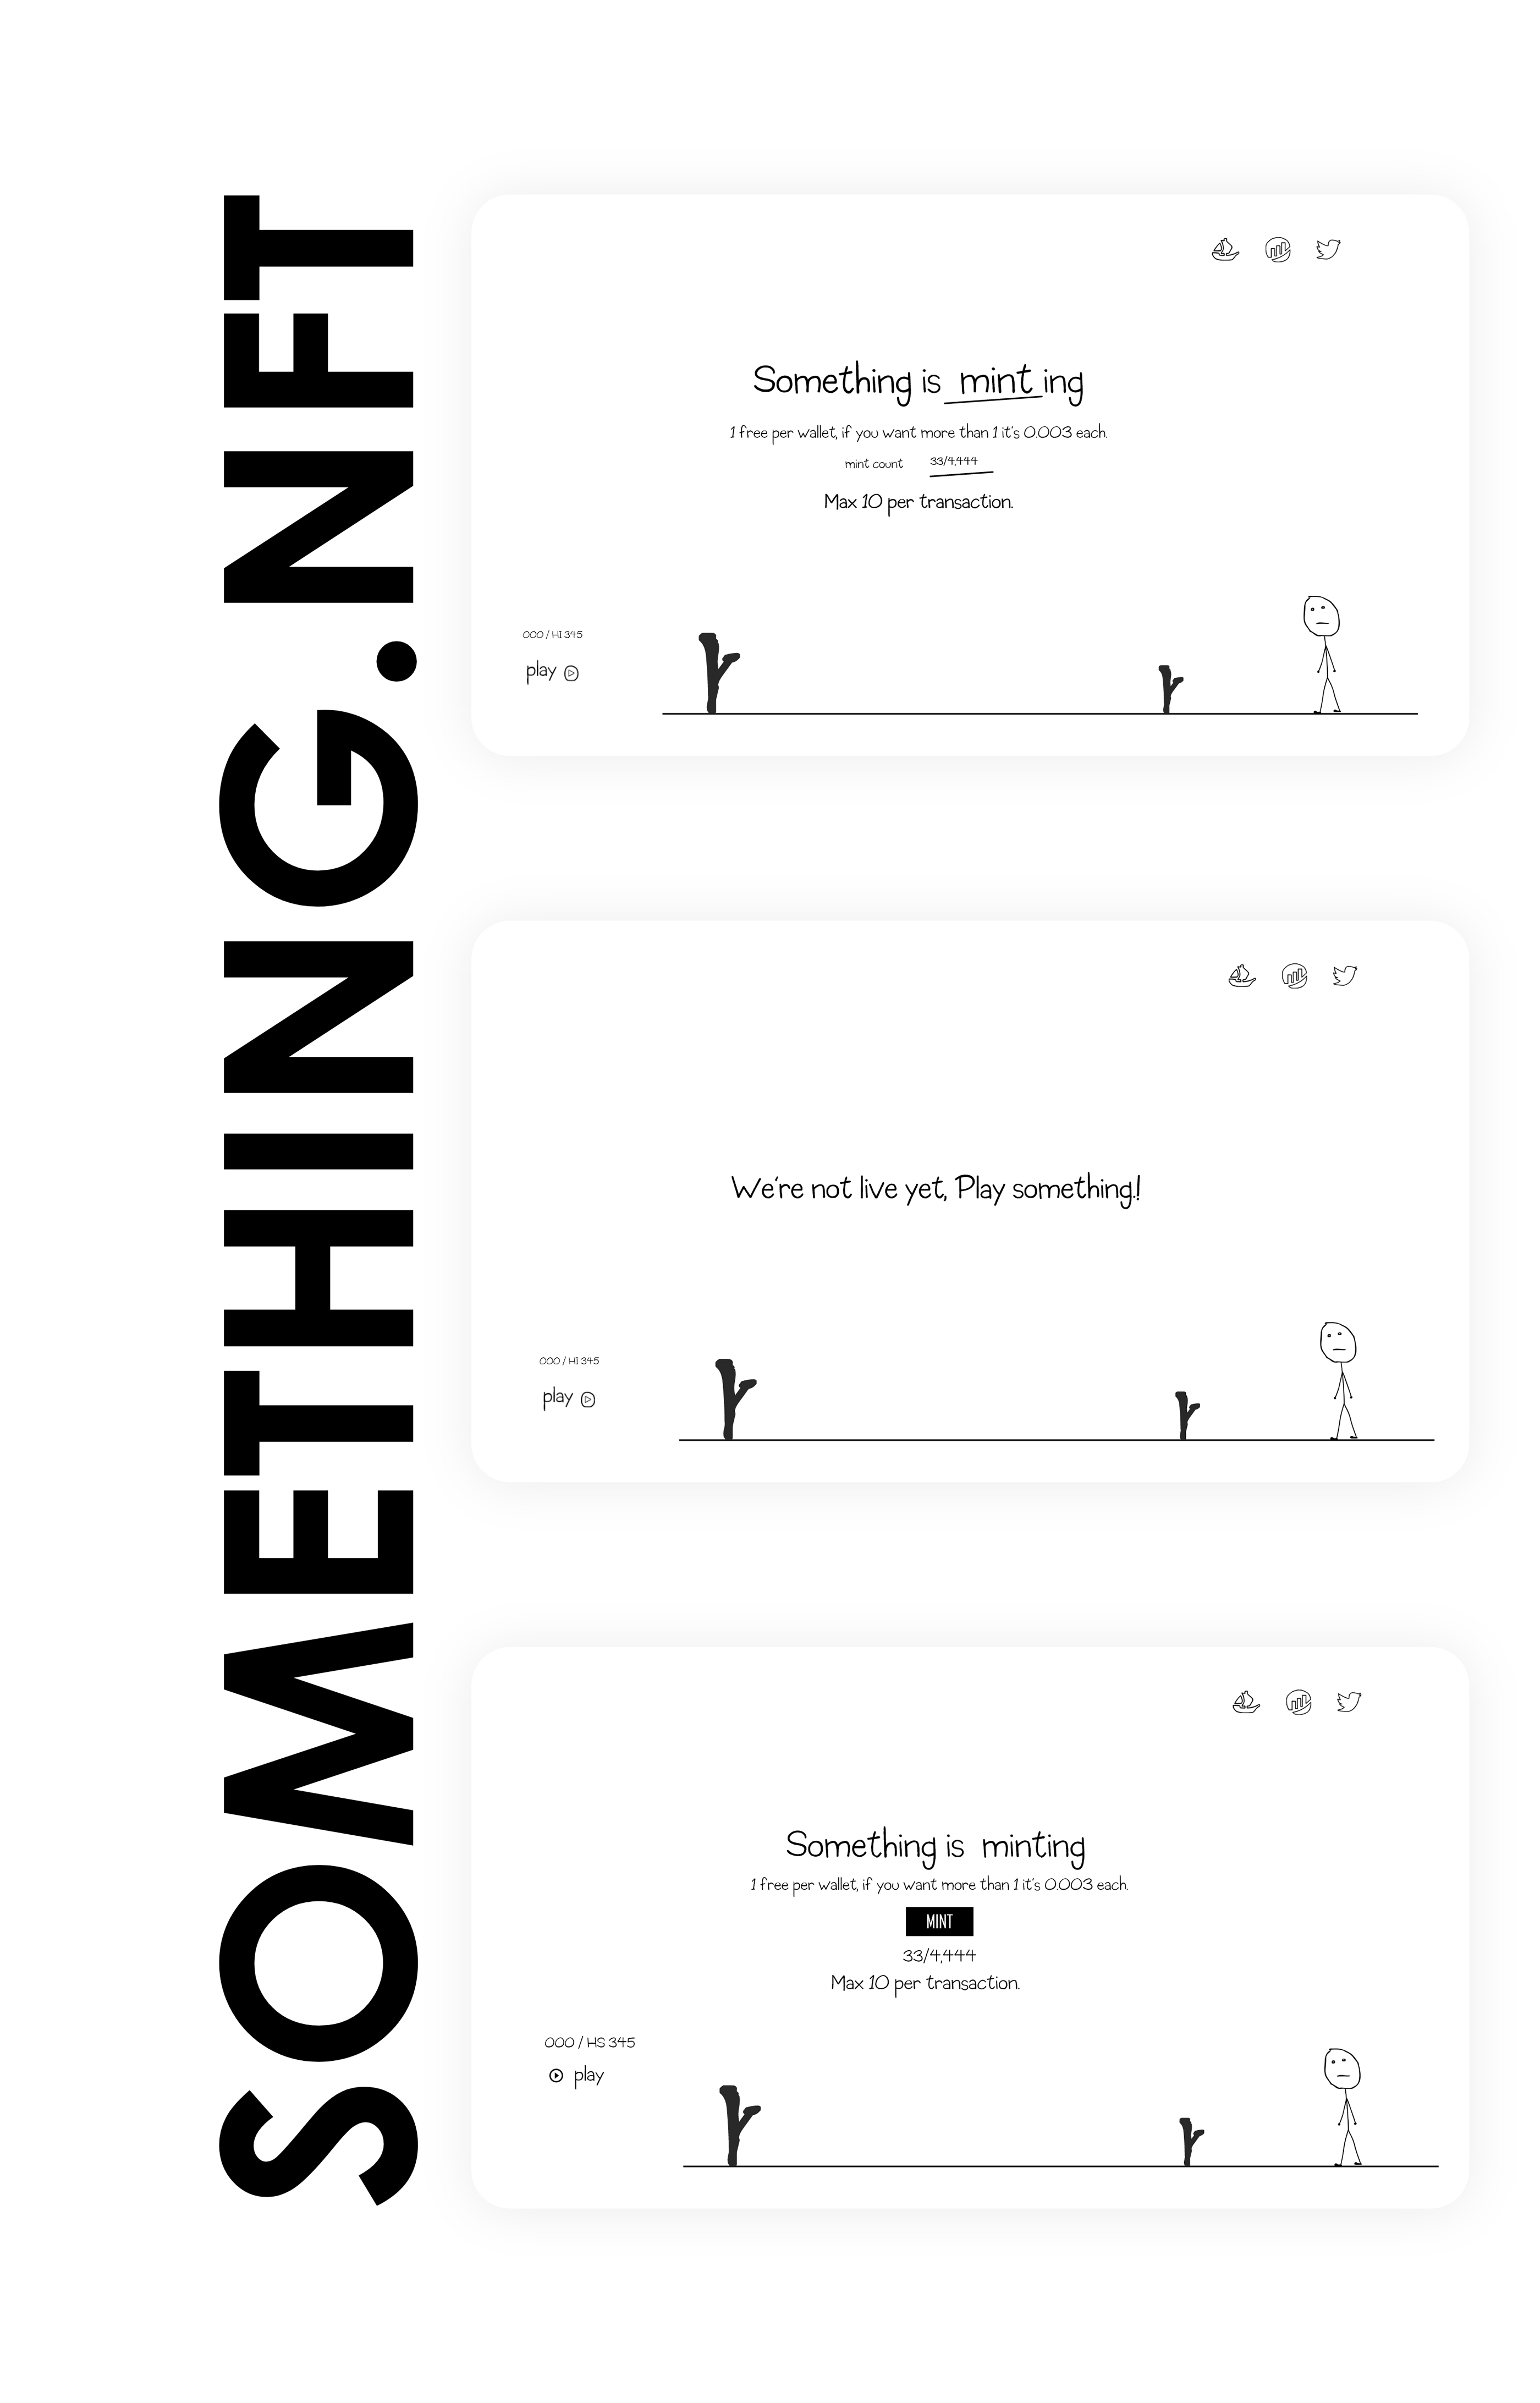 SOMETHING.NFT
Something is mint ing
1 free per wallet, if you want more than 1 it's 0.003 each.
mint count 33/4,444
Max 10 per transaction.
000 / HI 345
play
We're not live yet, Play something.!
000 / HI 345
play
Something is minting
1 free per wallet, if you want more than 1 it's 0.003 each.
MINT
33/4,444
Max 10 per transaction.
000 / HS 345
play